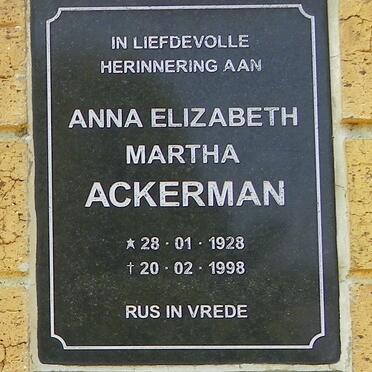 IN LIEFDEVOLLE
HERINNERING AAN
ANNA ELIZABETH
MARTHA
ACKERMAN
★ 28 · 01 · 1928
† 20 · 02 · 1998
RUS IN VREDE